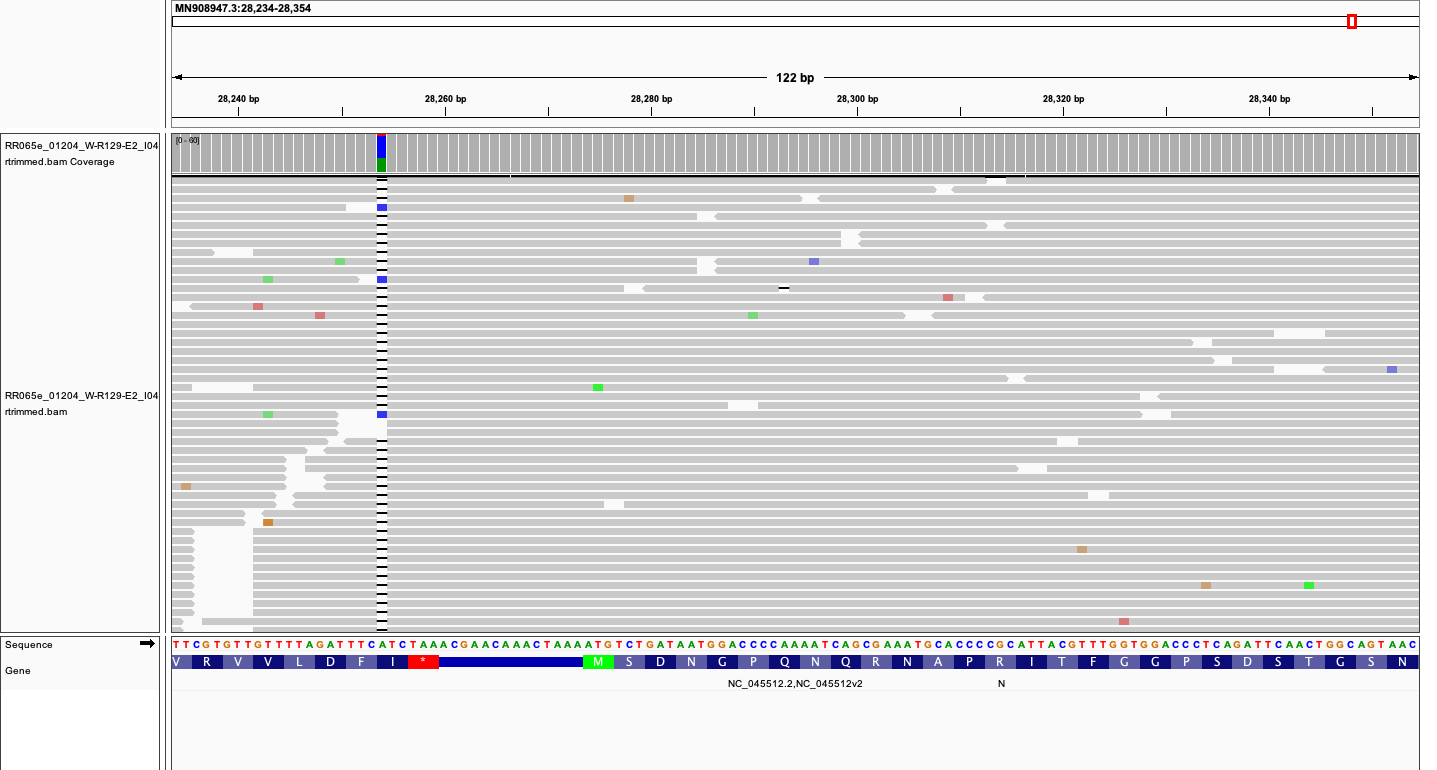 MN908947.3:28,234-28,354
122 bp
28,240 bp 28,260 bp 28,280 bp 28,300 bp 28,320 bp 28,340 bp
RR065e_01204_W-R129-E2_I04
rtrimmed.bam Coverage
[0 - 60]
RR065e_01204_W-R129-E2_I04
rtrimmed.bam
Sequence
TTCGTGTTGTTTTAGATTTCATCTAAACGAACAAACTAAAATGTCTGATAATGGACCCCAAAATCAGCGAAATGCACCCCGCATTACGTTTGGTGGACCCTCAGATTCAACTGGCAGTAAC
Gene
V R V V L D F I * M S D N G P Q N Q R N A P R I T F G G P S D S T G S N
NC_045512.2,NC_045512v2 N